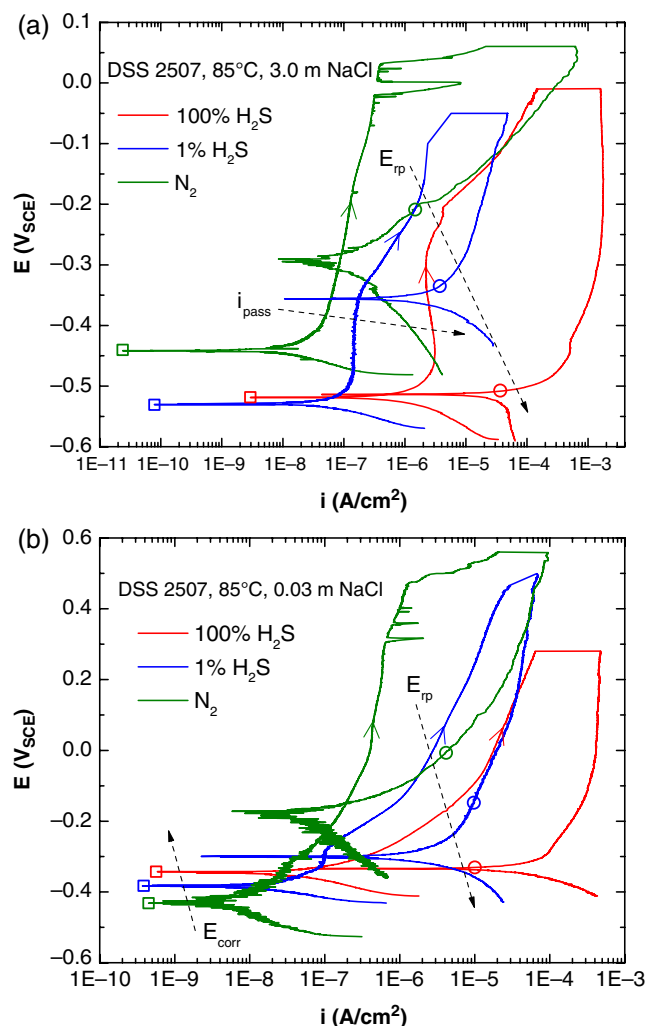 (a)
DSS 2507, 85°C, 3.0 m NaCl
100% H₂S
1% H₂S
N₂
E_rp
i_pass
0.1
0.0
−0.1
−0.2
−0.3
−0.4
−0.5
−0.6
E (V_SCE)
1E–11 1E–10 1E–9 1E–8 1E–7 1E–6 1E–5 1E–4 1E–3
i (A/cm²)
(b)
DSS 2507, 85°C, 0.03 m NaCl
100% H₂S
1% H₂S
N₂
E_rp
E_corr
0.6
0.4
0.2
0.0
−0.2
−0.4
−0.6
E (V_SCE)
1E–10 1E–9 1E–8 1E–7 1E–6 1E–5 1E–4 1E–3
i (A/cm²)